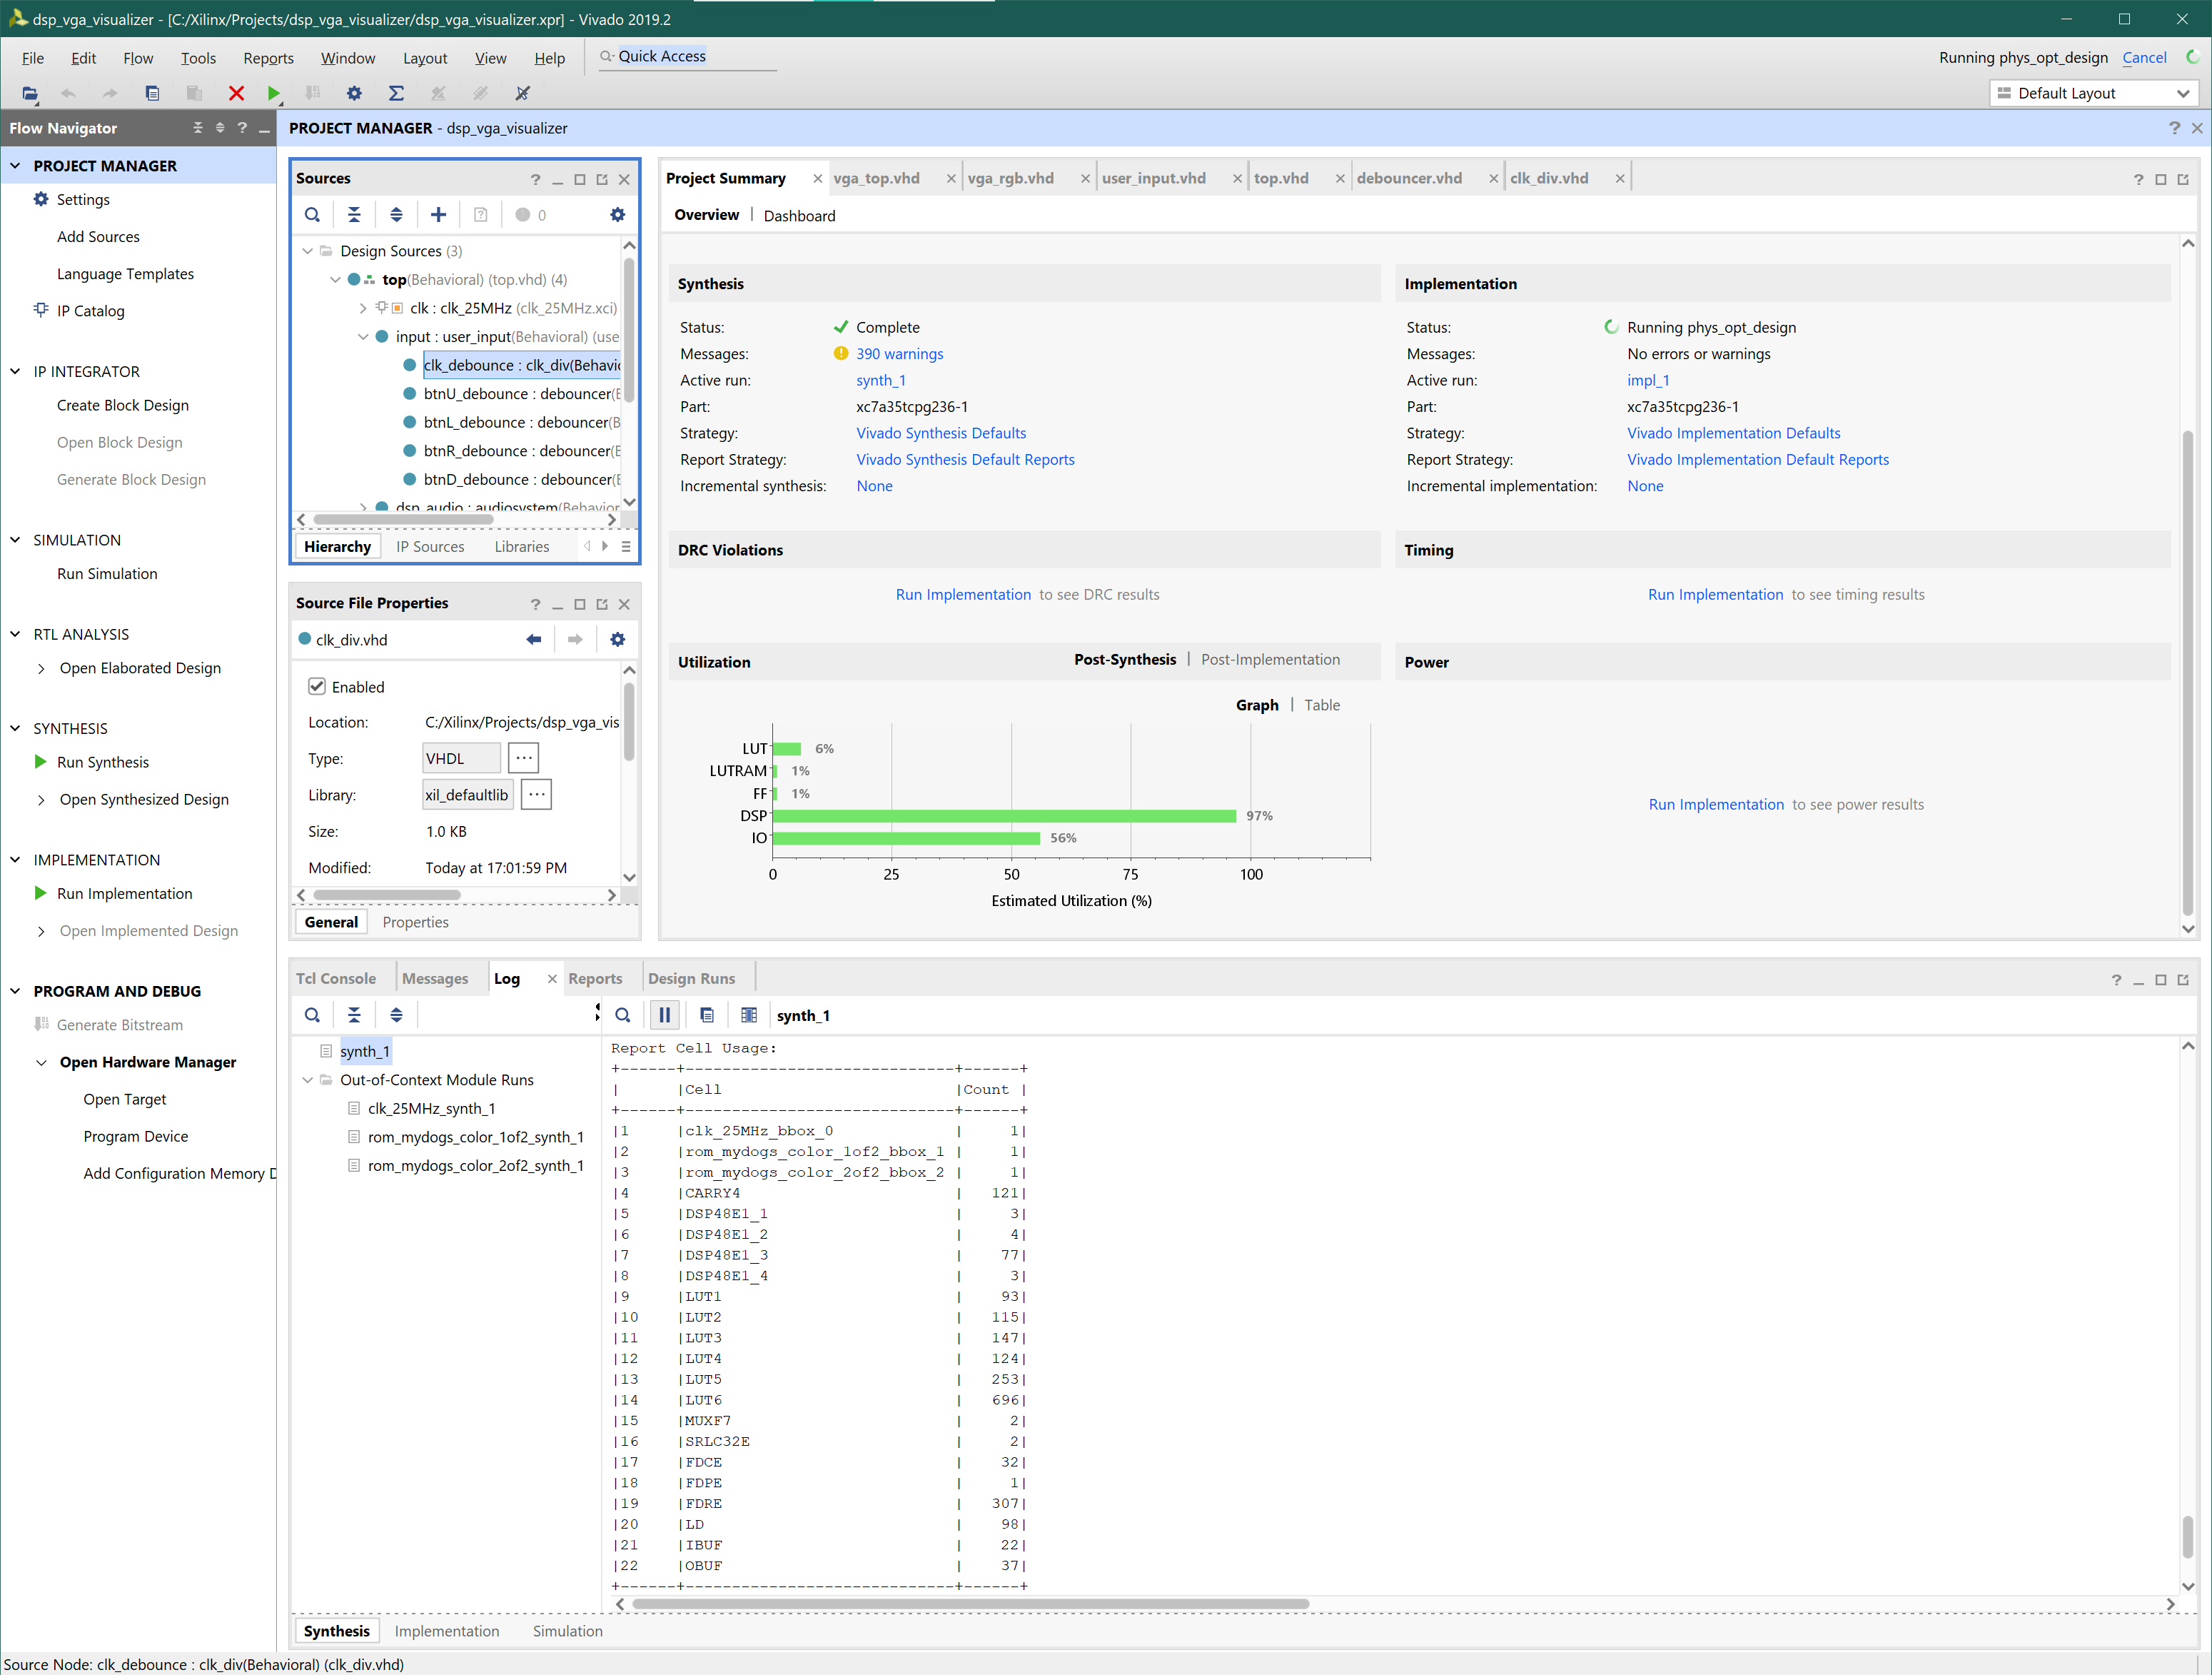 dsp_vga_visualizer - [C:/Xilinx/Projects/dsp_vga_visualizer/dsp_vga_visualizer.xpr] - Vivado 2019.2
File Edit Flow Tools Reports Window Layout View Help Quick Access
Running phys_opt_design Cancel
Default Layout
Flow Navigator
PROJECT MANAGER
Settings
Add Sources
Language Templates
IP Catalog
IP INTEGRATOR
Create Block Design
Open Block Design
Generate Block Design
SIMULATION
Run Simulation
RTL ANALYSIS
Open Elaborated Design
SYNTHESIS
Run Synthesis
Open Synthesized Design
IMPLEMENTATION
Run Implementation
Open Implemented Design
PROGRAM AND DEBUG
Generate Bitstream
Open Hardware Manager
Open Target
Program Device
Add Configuration Memory D
PROJECT MANAGER - dsp_vga_visualizer
Sources
0
Design Sources (3)
top(Behavioral) (top.vhd) (4)
clk : clk_25MHz (clk_25MHz.xci)
input : user_input(Behavioral) (use
clk_debounce : clk_div(Behavio
btnU_debounce : debouncer(B
btnL_debounce : debouncer(B
btnR_debounce : debouncer(B
btnD_debounce : debouncer(B
dsp_audio : audiosystem(Behavior
Hierarchy IP Sources Libraries
Source File Properties
clk_div.vhd
Enabled
Location: C:/Xilinx/Projects/dsp_vga_vis
Type: VHDL ...
Library: xil_defaultlib ...
Size: 1.0 KB
Modified: Today at 17:01:59 PM
General Properties
Project Summary vga_top.vhd vga_rgb.vhd user_input.vhd top.vhd debouncer.vhd clk_div.vhd
Overview | Dashboard
Synthesis
Status: Complete
Messages: 390 warnings
Active run: synth_1
Part: xc7a35tcpg236-1
Strategy: Vivado Synthesis Defaults
Report Strategy: Vivado Synthesis Default Reports
Incremental synthesis: None
Implementation
Status: Running phys_opt_design
Messages: No errors or warnings
Active run: impl_1
Part: xc7a35tcpg236-1
Strategy: Vivado Implementation Defaults
Report Strategy: Vivado Implementation Default Reports
Incremental implementation: None
DRC Violations
Run Implementation to see DRC results
Timing
Run Implementation to see timing results
Utilization Post-Synthesis | Post-Implementation
Graph | Table
LUT 6%
LUTRAM 1%
FF 1%
DSP 97%
IO 56%
0 25 50 75 100
Estimated Utilization (%)
Power
Run Implementation to see power results
Tcl Console Messages Log Reports Design Runs
synth_1
Out-of-Context Module Runs
clk_25MHz_synth_1
rom_mydogs_color_1of2_synth_1
rom_mydogs_color_2of2_synth_1
synth_1
Report Cell Usage:
+------+-----------------------------+------+
|      |Cell                         |Count |
+------+-----------------------------+------+
|1     |clk_25MHz_bbox_0             |     1|
|2     |rom_mydogs_color_1of2_bbox_1 |     1|
|3     |rom_mydogs_color_2of2_bbox_2 |     1|
|4     |CARRY4                       |   121|
|5     |DSP48E1_1                    |     3|
|6     |DSP48E1_2                    |     4|
|7     |DSP48E1_3                    |    77|
|8     |DSP48E1_4                    |     3|
|9     |LUT1                         |    93|
|10    |LUT2                         |   115|
|11    |LUT3                         |   147|
|12    |LUT4                         |   124|
|13    |LUT5                         |   253|
|14    |LUT6                         |   696|
|15    |MUXF7                        |     2|
|16    |SRLC32E                      |     2|
|17    |FDCE                         |    32|
|18    |FDPE                         |     1|
|19    |FDRE                         |   307|
|20    |LD                           |    98|
|21    |IBUF                         |    22|
|22    |OBUF                         |    37|
+------+-----------------------------+------+
Synthesis Implementation Simulation
Source Node: clk_debounce : clk_div(Behavioral) (clk_div.vhd)